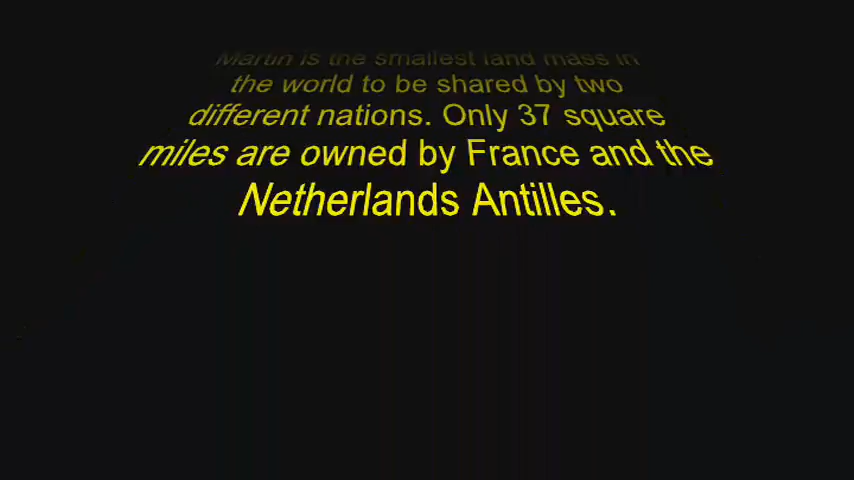 Martin is the smallest land mass in
the world to be shared by two
different nations. Only 37 square
miles are owned by France and the
Netherlands Antilles.